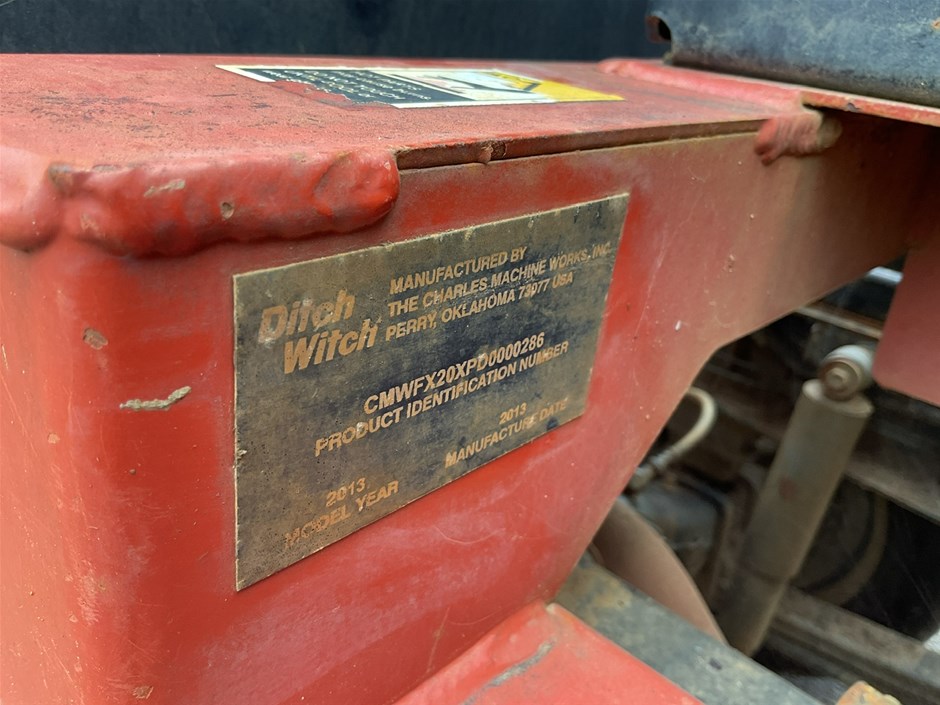 Ditch
Witch
MANUFACTURED BY
THE CHARLES MACHINE WORKS, INC.
PERRY, OKLAHOMA 73077 USA
CMWFX20XPD0000286
PRODUCT IDENTIFICATION NUMBER
2013
MANUFACTURE DATE
2013
MODEL YEAR